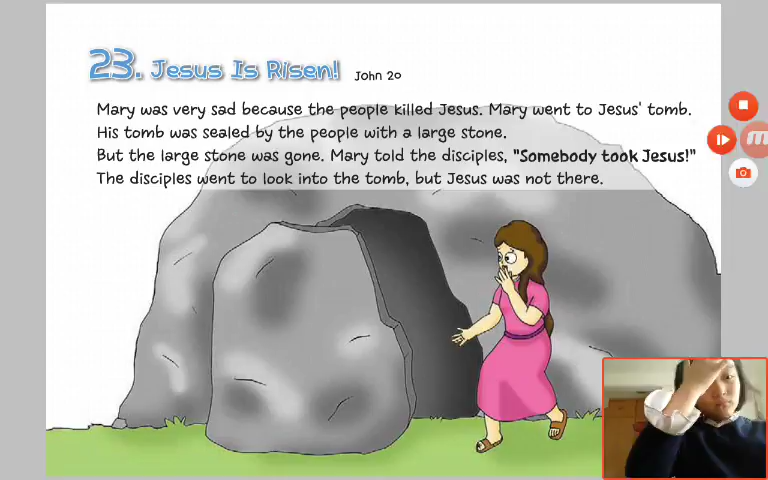 23. Jesus Is Risen! John 20
Mary was very sad because the people killed Jesus. Mary went to Jesus' tomb.
His tomb was sealed by the people with a large stone.
But the large stone was gone. Mary told the disciples, "Somebody took Jesus!"
The disciples went to look into the tomb, but Jesus was not there.